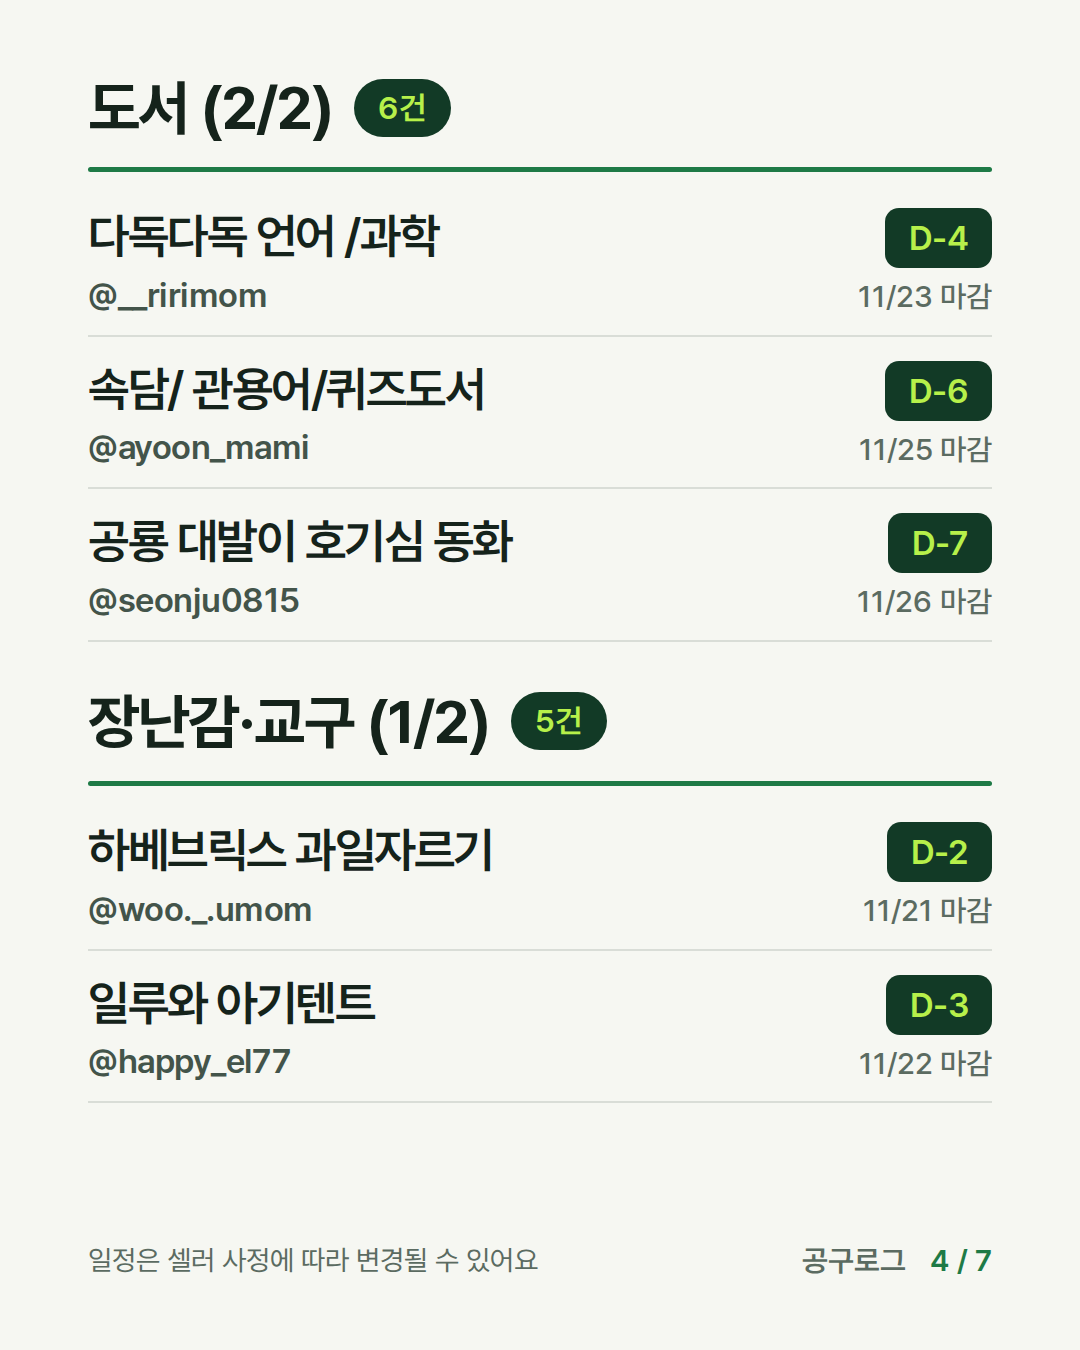 도서 (2/2) 6건
다독다독 언어 /과학 D-4
@__ririmom 11/23 마감
속담/ 관용어/퀴즈도서 D-6
@ayoon_mami 11/25 마감
공룡 대발이 호기심 동화 D-7
@seonju0815 11/26 마감
장난감·교구 (1/2) 5건
하베브릭스 과일자르기 D-2
@woo._.umom 11/21 마감
일루와 아기텐트 D-3
@happy_el77 11/22 마감
일정은 셀러 사정에 따라 변경될 수 있어요 공구로그 4 / 7